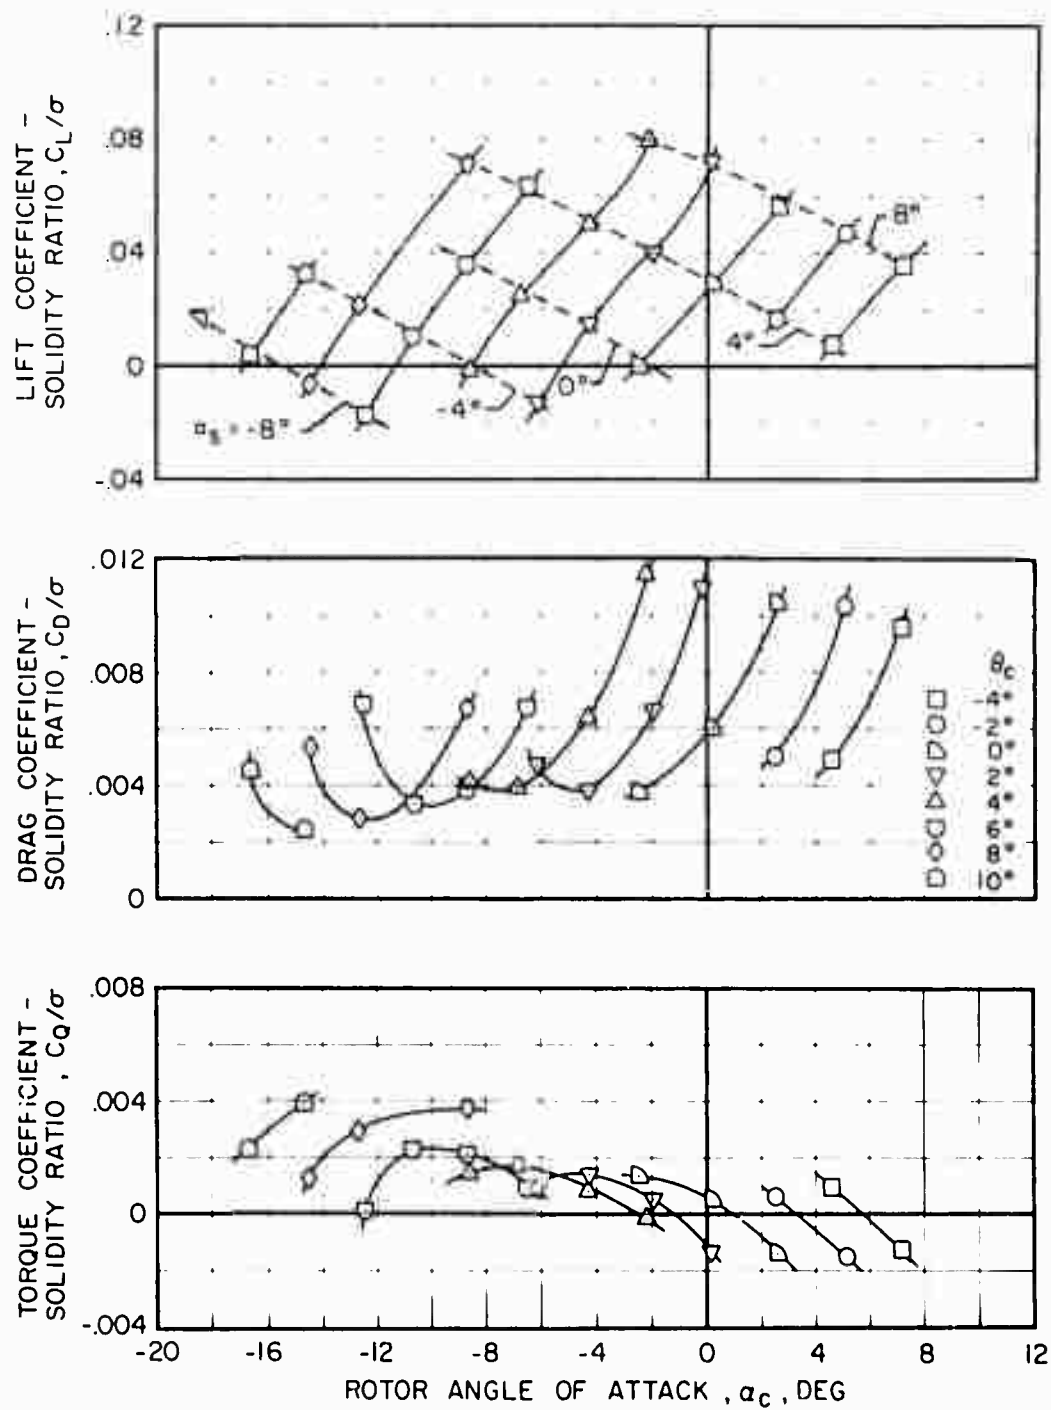 LIFT COEFFICIENT -
SOLIDITY RATIO, CL/σ
.12
.08
.04
0
-.04
8°
4°
0°
-4°
αs = -8°
DRAG COEFFICIENT -
SOLIDITY RATIO, CD/σ
.012
.008
.004
0
θc
-4°
-2°
0°
2°
4°
6°
8°
10°
TORQUE COEFFICIENT -
SOLIDITY RATIO, CQ/σ
.008
.004
0
-.004
-20 -16 -12 -8 -4 0 4 8 12
ROTOR ANGLE OF ATTACK, αc, DEG